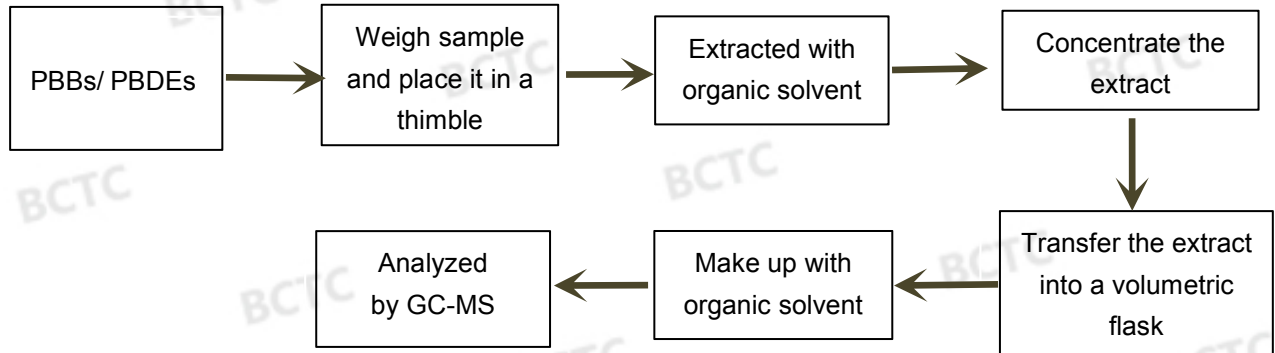 PBBs/ PBDEs
Weigh sample
and place it in a
thimble
Extracted with
organic solvent
Concentrate the
extract
Transfer the extract
into a volumetric
flask
Make up with
organic solvent
Analyzed
by GC-MS
BCTC
BCTC
BCTC
BCTC
BCTC
BCTC